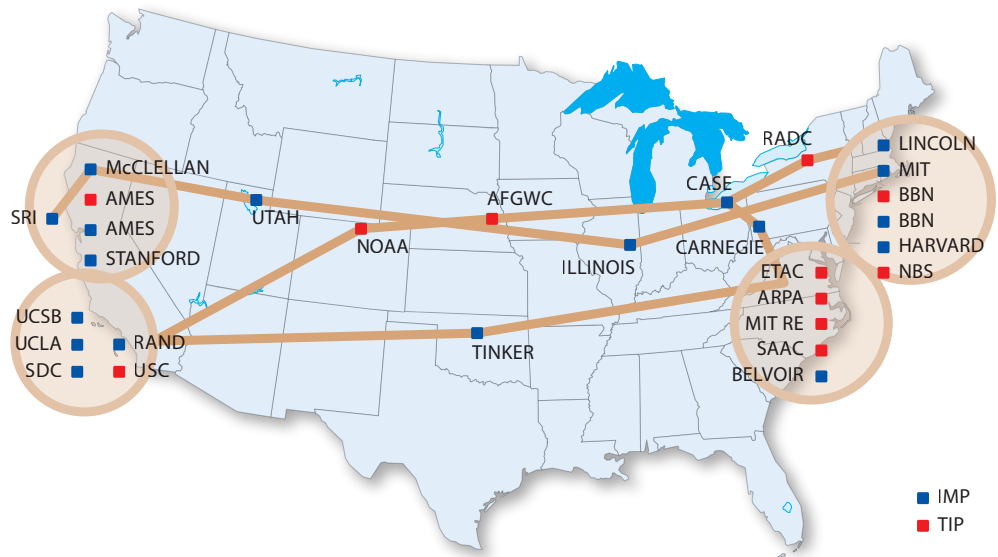 RADC
LINCOLN
McCLELLAN
MIT
CASE
AMES
AFGWC
BBN
SRI
UTAH
BBN
AMES
NOAA
CARNEGIE
HARVARD
STANFORD
ILLINOIS
ETAC
NBS
ARPA
UCSB
MIT RE
UCLA
RAND
SAAC
TINKER
SDC
USC
BELVOIR
IMP
TIP